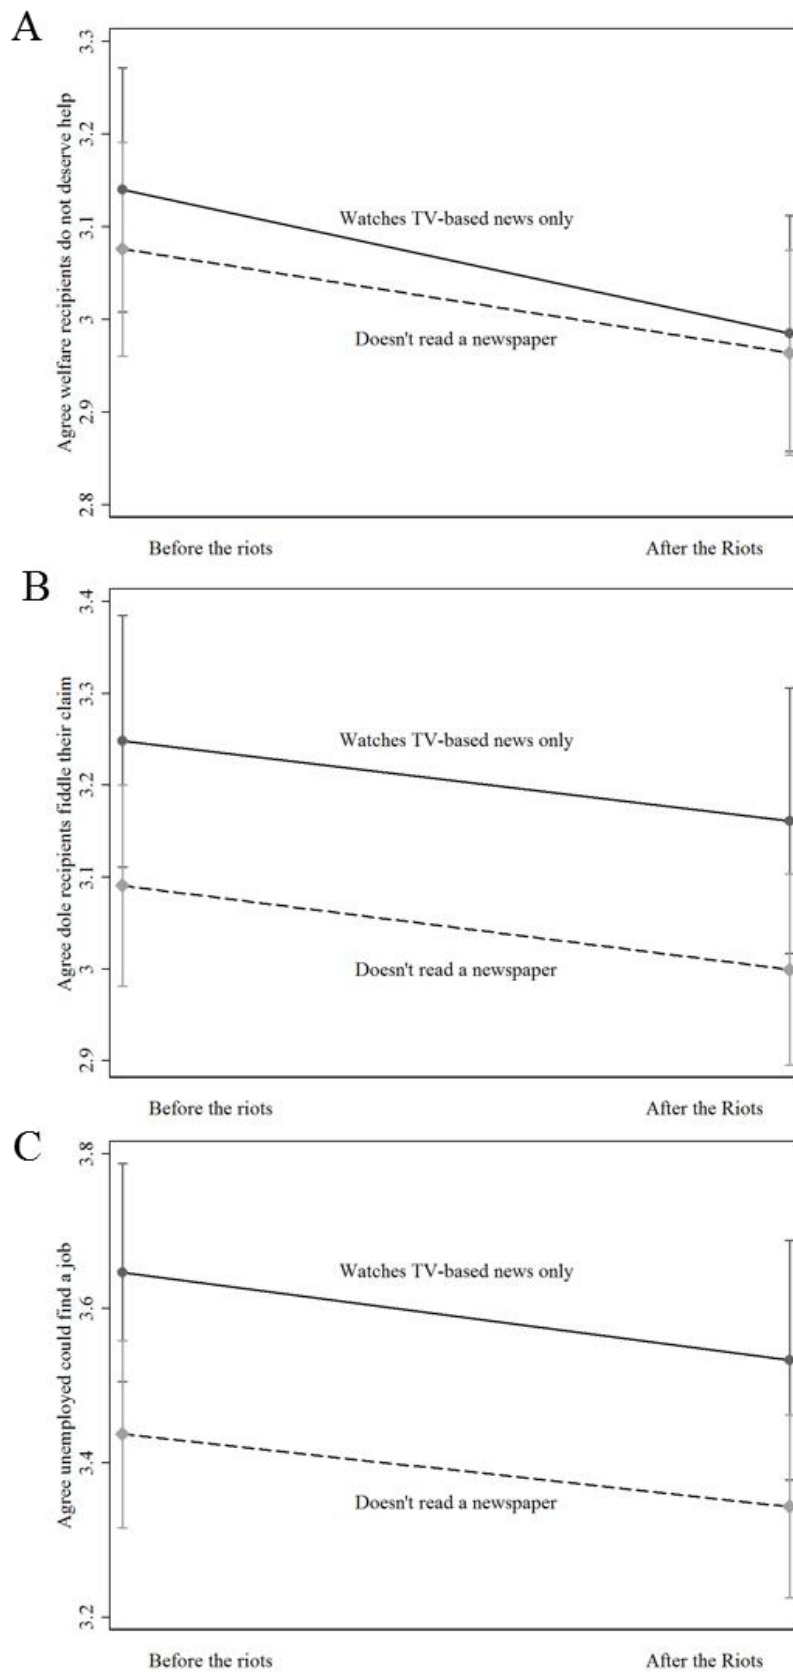 A
Agree welfare recipients do not deserve help
3.3
3.2
3.1
3
2.9
2.8
Watches TV-based news only
Doesn't read a newspaper
Before the riots
After the Riots
B
Agree dole recipients fiddle their claim
3.4
3.3
3.2
3.1
3
2.9
Watches TV-based news only
Doesn't read a newspaper
Before the riots
After the Riots
C
Agree unemployed could find a job
3.8
3.6
3.4
3.2
Watches TV-based news only
Doesn't read a newspaper
Before the riots
After the Riots